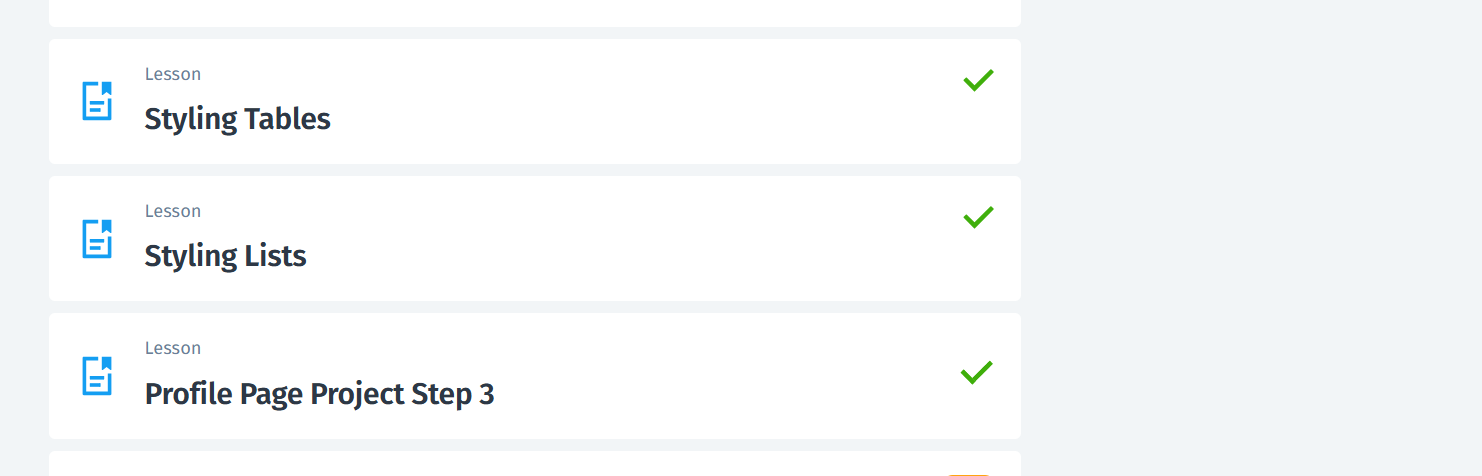 Lesson
Styling Tables
Lesson
Styling Lists
Lesson
Profile Page Project Step 3